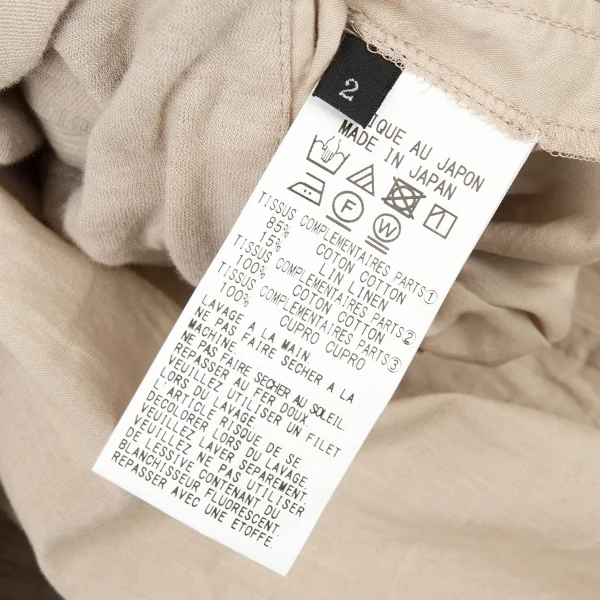 2
IQUE AU JAPON
MADE IN JAPAN
F
W
TISSUS COMPLEMENTAIRES PARTS①
85% COTON COTTON
15% LIN LINEN
TISSUS COMPLEMENTAIRES PARTS②
100% COTON COTTON
TISSUS COMPLEMENTAIRES PARTS③
100% CUPRO CUPRO
LAVAGE A LA MAIN
NE PAS FAIRE SECHER A LA
MACHINE
NE PAS FAIRE SECHER AU SOLEIL.
REPASSER AU FER DOUX
VEUILLEZ UTILISER UN FILET
LORS DU LAVAGE.
L'ARTICLE RISQUE DE SE
DECOLORER LORS DU LAVAGE.
VEUILLEZ LAVER SEPAREMENT.
VEUILLEZ NE PAS UTILISER
DE LESSIVE CONTENANT DU
BLANCHISSEUR FLUORESCENT.
REPASSER AVEC UNE ETOFFE.